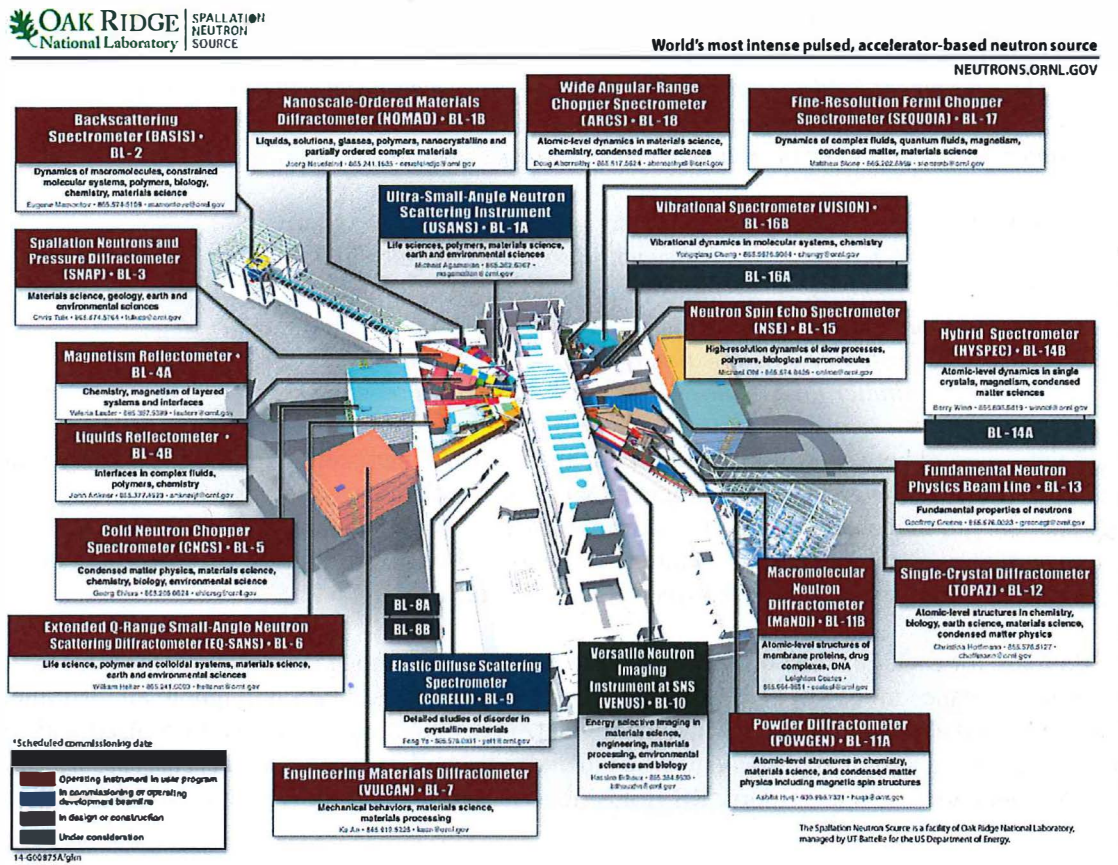 OAK RIDGE
National Laboratory
SPALLATION
NEUTRON
SOURCE
World's most intense pulsed, accelerator-based neutron source
NEUTRONS.ORNL.GOV
Backscattering
Spectrometer (BASIS) •
BL-2
Dynamics of macromolecules, constrained
molecular systems, polymers, biology,
chemistry, materials science
Nanoscale-Ordered Materials
Diffractometer (NOMAD) • BL-1B
Liquids, solutions, glasses, polymers, nanocrystalline and
partially ordered complex materials
Wide Angular-Range
Chopper Spectrometer
(ARCS) • BL-18
Atomic-level dynamics in materials science,
chemistry, condensed matter sciences
Fine-Resolution Fermi Chopper
Spectrometer (SEQUOIA) • BL-17
Dynamics of complex fluids, quantum fluids, magnetism,
condensed matter, materials science
Ultra-Small-Angle Neutron
Scattering Instrument
(USANS) • BL-1A
Life sciences, polymers, materials science,
earth and environmental sciences
Vibrational Spectrometer (VISION) •
BL-16B
Vibrational dynamics in molecular systems, chemistry
BL-16A
Spallation Neutrons and
Pressure Diffractometer
(SNAP) • BL-3
Materials science, geology, earth and
environmental sciences
Neutron Spin Echo Spectrometer
(NSE) • BL-15
High-resolution dynamics of slow processes,
polymers, biological macromolecules
Hybrid Spectrometer
(HYSPEC) • BL-14B
Atomic-level dynamics in single
crystals, magnetism, condensed
matter sciences
BL-14A
Magnetism Reflectometer •
BL-4A
Chemistry, magnetism of layered
systems and interfaces
Liquids Reflectometer •
BL-4B
Interfaces in complex fluids,
polymers, chemistry
Fundamental Neutron
Physics Beam Line • BL-13
Fundamental properties of neutrons
Cold Neutron Chopper
Spectrometer (CNCS) • BL-5
Condensed matter physics, materials science,
chemistry, biology, environmental science
Macromolecular
Neutron
Diffractometer
(MaNDi) • BL-11B
Atomic-level structures of
membrane proteins, drug
complexes, DNA
Single-Crystal Diffractometer
(TOPAZ) • BL-12
Atomic-level structures in chemistry,
biology, earth science, materials science,
condensed matter physics
BL-8A
BL-8B
Extended Q-Range Small-Angle Neutron
Scattering Diffractometer (EQ-SANS) • BL-6
Life science, polymer and colloidal systems, materials science,
earth and environmental sciences
Elastic Diffuse Scattering
Spectrometer
(CORELLI) • BL-9
Detailed studies of disorder in
crystalline materials
Versatile Neutron
Imaging
Instrument at SNS
(VENUS) • BL-10
Energy selective imaging in
materials science,
engineering, materials
processing, environmental
sciences and biology
Powder Diffractometer
(POWGEN) • BL-11A
Atomic-level structures in chemistry,
materials science, and condensed matter
physics including magnetic spin structures
Engineering Materials Diffractometer
(VULCAN) • BL-7
Mechanical behaviors, materials science,
materials processing
*Scheduled commissioning date
Operating instrument in user program
In commissioning or operating
development beamline
In design or construction
Under consideration
The Spallation Neutron Source is a facility of Oak Ridge National Laboratory,
managed by UT-Battelle for the US Department of Energy.
14-G00875A/gim